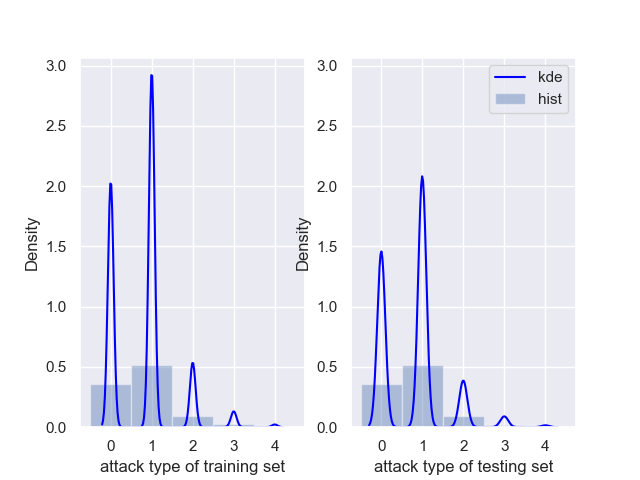 3.0
2.5
2.0
1.5
1.0
0.5
0.0
Density
0 1 2 3 4
attack type of training set
3.0
2.5
2.0
1.5
1.0
0.5
0.0
Density
kde
hist
0 1 2 3 4
attack type of testing set